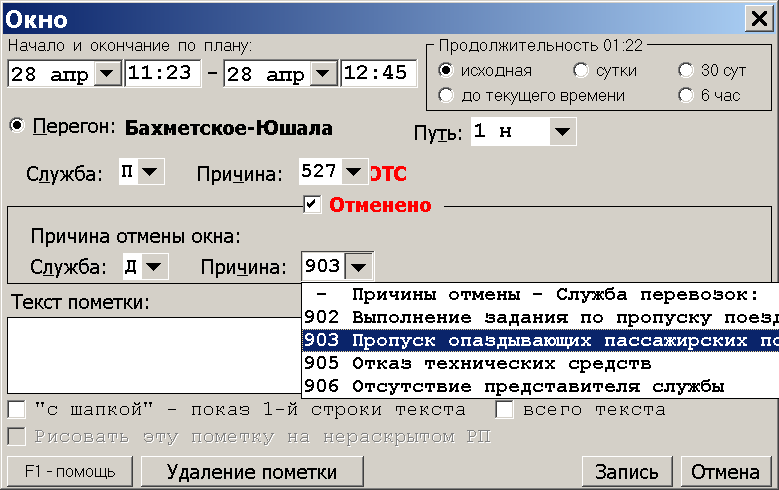 Окно
Начало и окончание по плану:
28 апр 11:23 - 28 апр 12:45
Продолжительность 01:22
исходная сутки 30 сут
до текущего времени 6 час
Перегон: Бахметское-Юшала Путь: 1 н
Служба: П Причина: 527 ОТС
Отменено
Причина отмены окна:
Служба: Д Причина: 903
Текст пометки:
- Причины отмены - Служба перевозок:
902 Выполнение задания по пропуску поезд
903 Пропуск опаздывающих пассажирских по
905 Отказ технических средств
906 Отсутствие представителя службы
"с шапкой" - показ 1-й строки текста всего текста
Рисовать эту пометку на нераскрытом РП
F1 - помощь Удаление пометки Запись Отмена